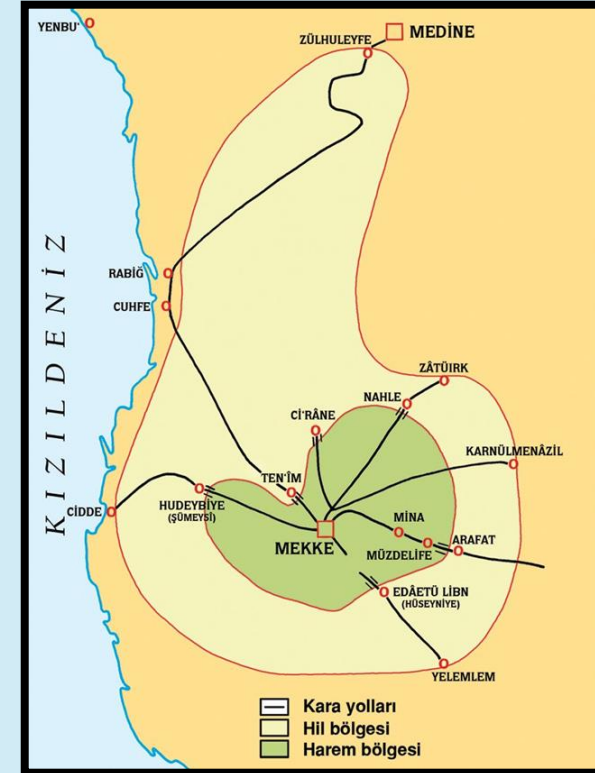 YENBU'
ZÜLHULEYFE
MEDİNE
KIZILDENİZ
RABİĞ
CUHFE
ZÂTÜIRK
NAHLE
Cİ'RÂNE
KARNÜLMENÂZİL
TEN'ÎM
HUDEYBİYE
(ŞÜMEYSİ)
CİDDE
MEKKE
MİNA
MÜZDELİFE
ARAFAT
EDÂETÜ LİBN
(HÜSEYNİYE)
YELEMLEM
Kara yolları
Hil bölgesi
Harem bölgesi